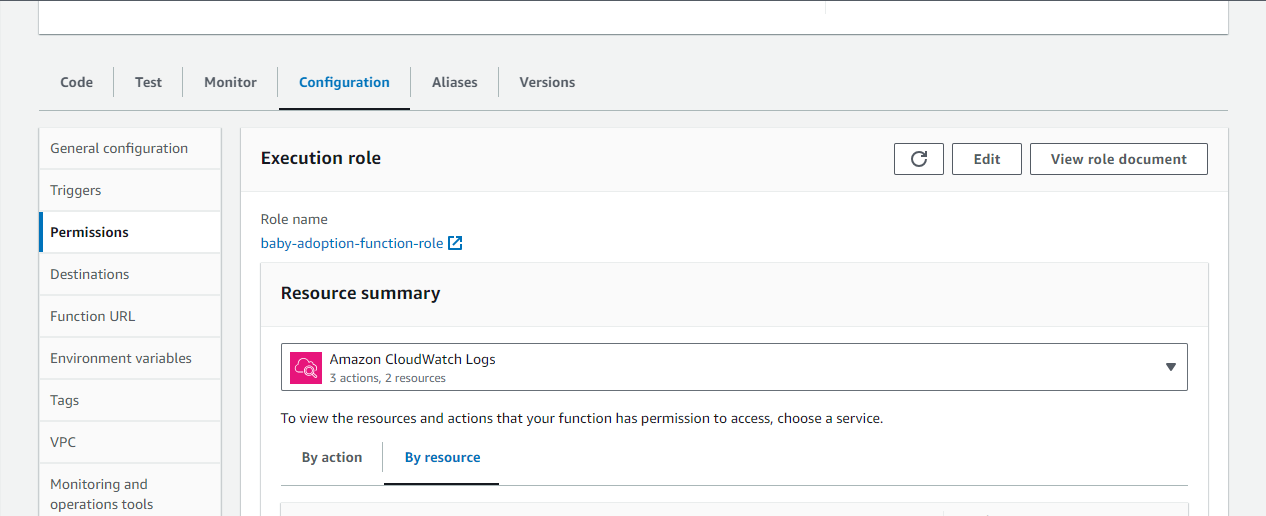 Code
Test
Monitor
Configuration
Aliases
Versions
General configuration
Triggers
Permissions
Destinations
Function URL
Environment variables
Tags
VPC
Monitoring and
operations tools
Execution role
Edit
View role document
Role name
baby-adoption-function-role
Resource summary
Amazon CloudWatch Logs
3 actions, 2 resources
To view the resources and actions that your function has permission to access, choose a service.
By action
By resource